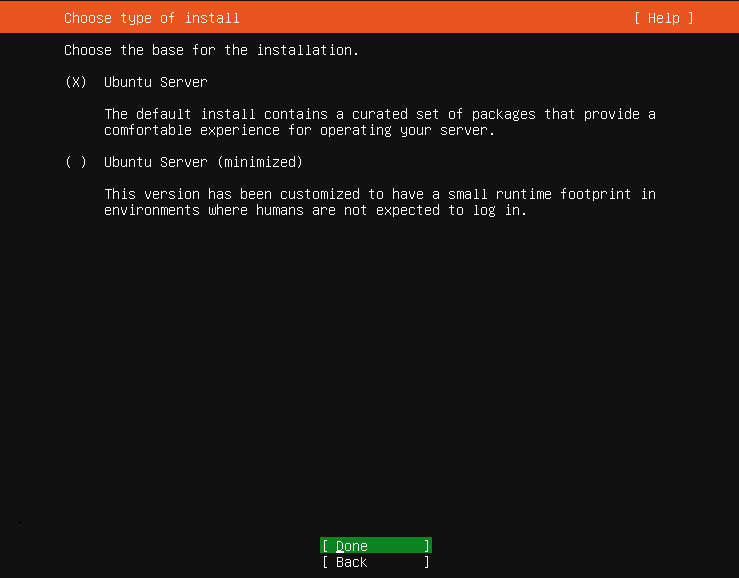 Choose type of install [ Help ]
Choose the base for the installation.
(X) Ubuntu Server
The default install contains a curated set of packages that provide a
comfortable experience for operating your server.
( ) Ubuntu Server (minimized)
This version has been customized to have a small runtime footprint in
environments where humans are not expected to log in.
[ Done ]
[ Back ]